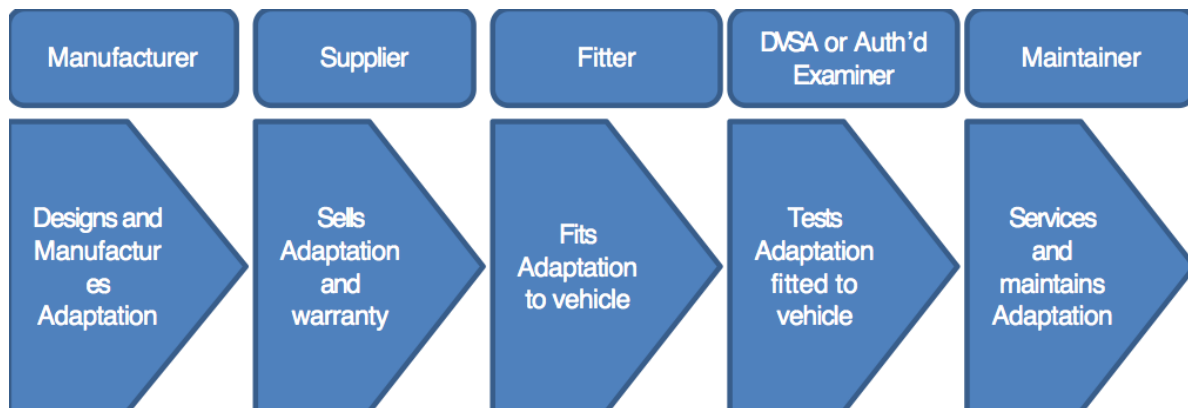 Manufacturer
Supplier
Fitter
DVSA or Auth'd
Examiner
Maintainer
Designs and
Manufactur
es
Adaptation
Sells
Adaptation
and
warranty
Fits
Adaptation
to vehicle
Tests
Adaptation
fitted to
vehicle
Services
and
maintains
Adaptation